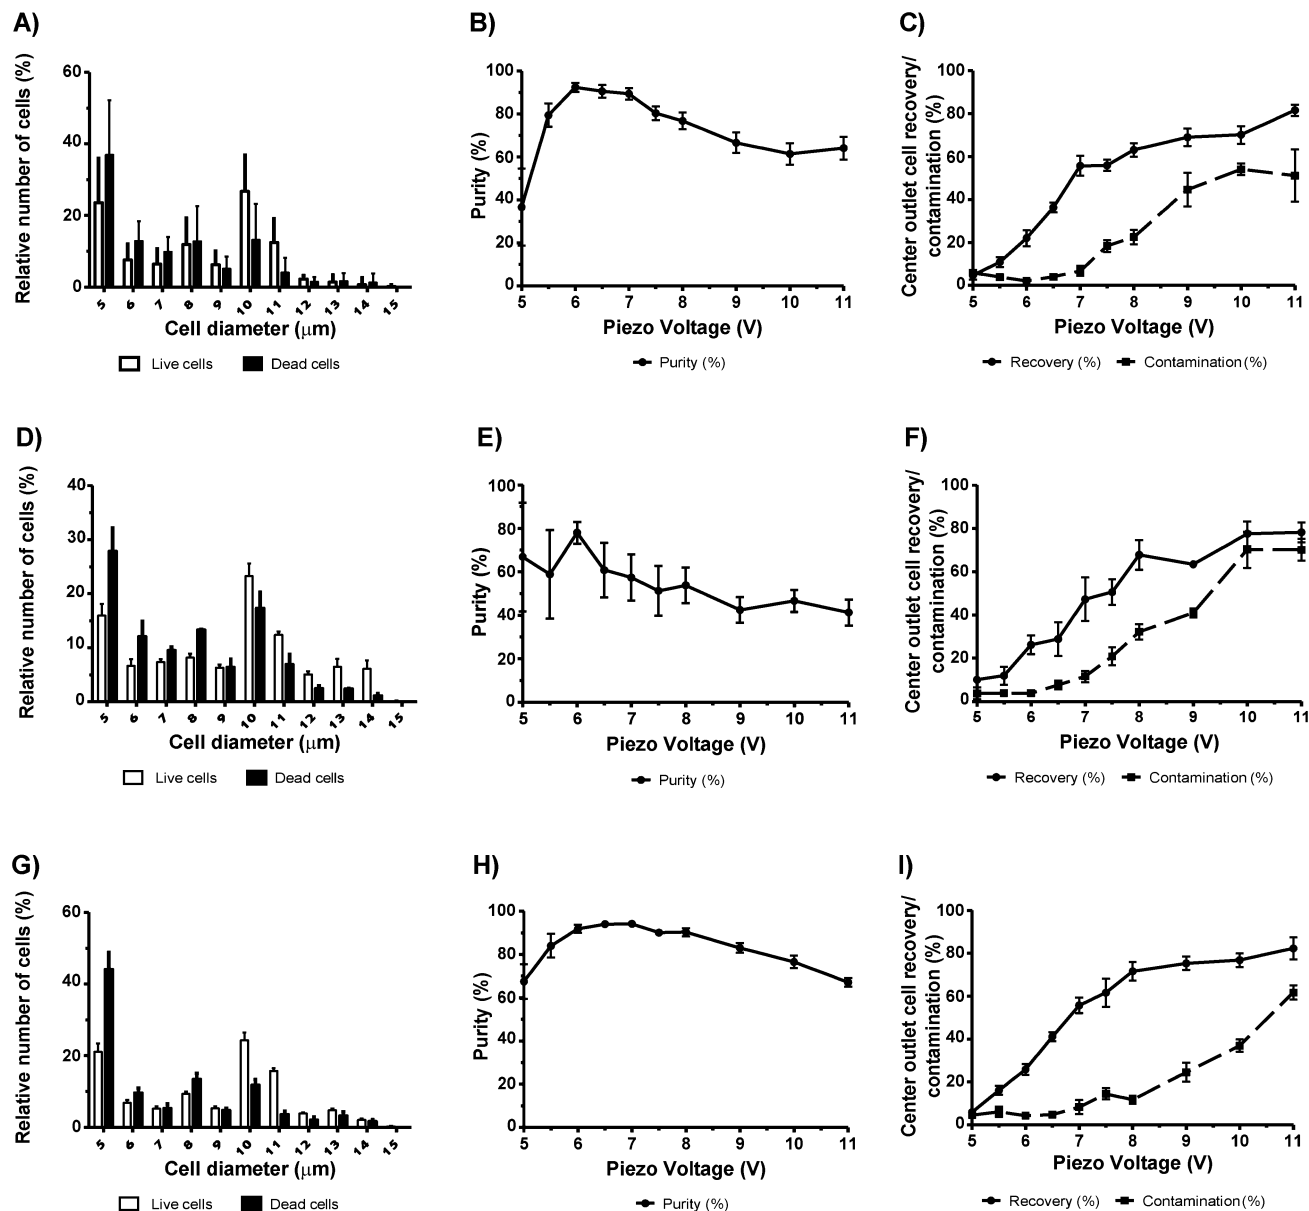 A)
Relative number of cells (%)
60
40
20
0
5 6 7 8 9 10 11 12 13 14 15
Cell diameter (μm)
Live cells Dead cells
B)
Purity (%)
100
80
60
40
20
0
5 6 7 8 9 10 11
Piezo Voltage (V)
Purity (%)
C)
Center outlet cell recovery/
contamination (%)
100
80
60
40
20
0
5 6 7 8 9 10 11
Piezo Voltage (V)
Recovery (%) Contamination (%)
D)
Relative number of cells (%)
40
30
20
10
0
5 6 7 8 9 10 11 12 13 14 15
Cell diameter (μm)
Live cells Dead cells
E)
Purity (%)
100
80
60
40
20
0
5 6 7 8 9 10 11
Piezo Voltage (V)
Purity (%)
F)
Center outlet cell recovery/
contamination (%)
100
80
60
40
20
0
5 6 7 8 9 10 11
Piezo Voltage (V)
Recovery (%) Contamination (%)
G)
Relative number of cells (%)
60
40
20
0
5 6 7 8 9 10 11 12 13 14 15
Cell diameter (μm)
Live cells Dead cells
H)
Purity (%)
100
80
60
40
20
0
5 6 7 8 9 10 11
Piezo Voltage (V)
Purity (%)
I)
Center outlet cell recovery/
contamination (%)
100
80
60
40
20
0
5 6 7 8 9 10 11
Piezo Voltage (V)
Recovery (%) Contamination (%)